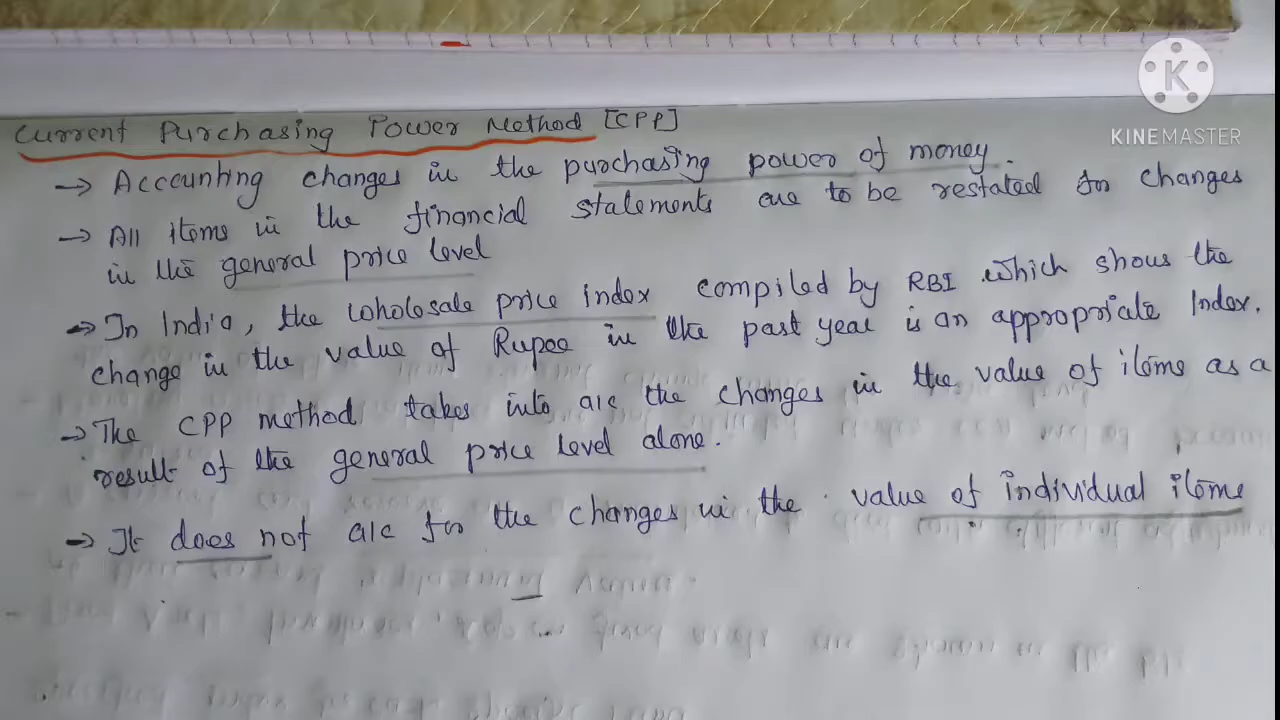 Current Purchasing Power Method [CPP]
→ Accounting changes in the purchasing power of money.
→ All items in the financial statements are to be restated for changes
in the general price level
→ In India, the wholesale price index compiled by RBI which shows the
change in the value of Rupee in the past year is an appropriate Index.
→ The CPP method takes into a/c the changes in the value of items as a
result of the general price level alone.
→ It does not a/c for the changes in the value of individual items
K
KINEMASTER